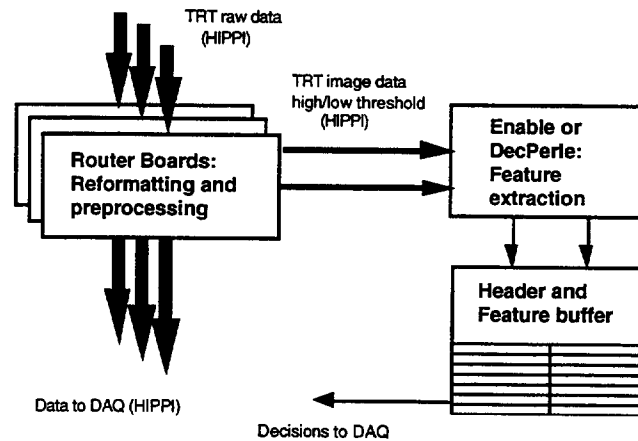 TRT raw data
(HIPPI)
TRT image data
high/low threshold
(HIPPI)
Router Boards:
Reformatting and
preprocessing
Enable or
DecPerle:
Feature
extraction
Header and
Feature buffer
Data to DAQ (HIPPI)
Decisions to DAQ